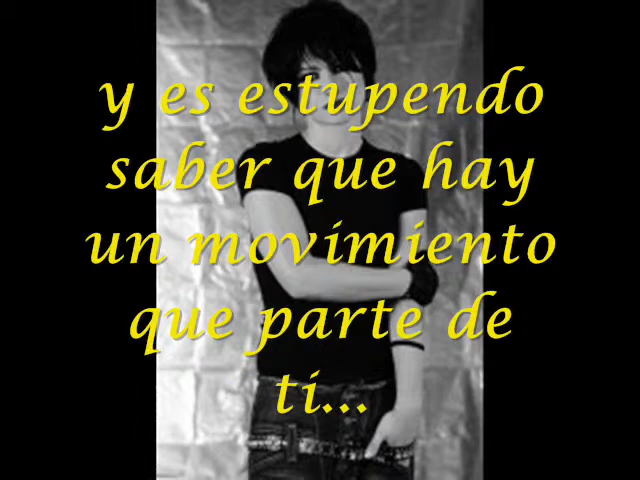 y es estupendo
saber que hay
un movimiento
que parte de
ti...